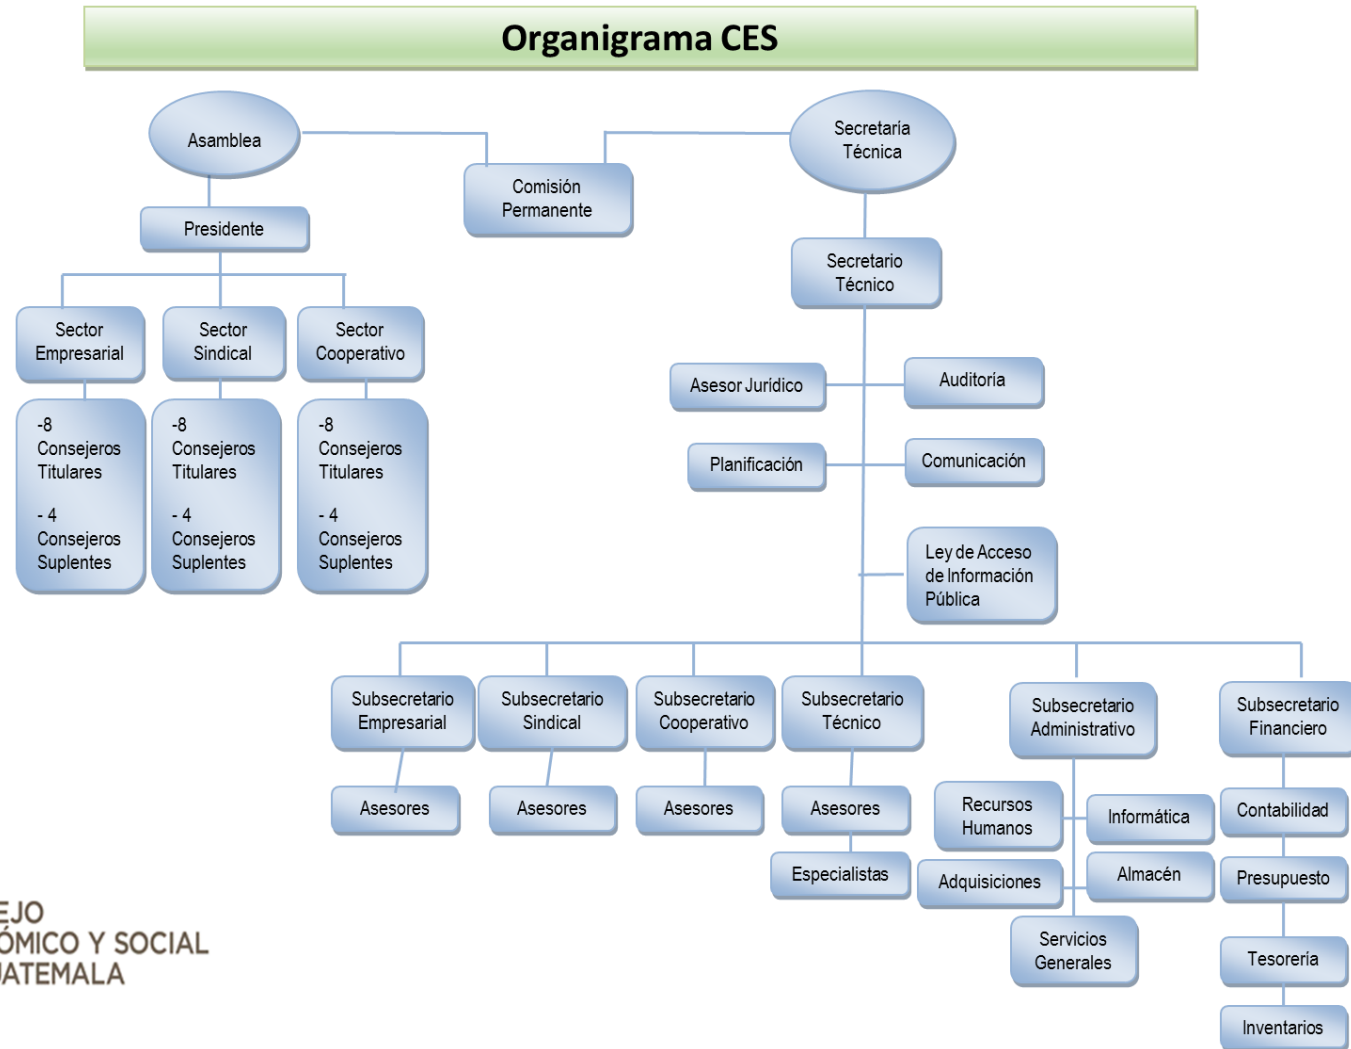 Organigrama CES
Asamblea
Secretaría
Técnica
Comisión
Permanente
Presidente
Secretario
Técnico
Sector
Empresarial
Sector
Sindical
Sector
Cooperativo
Asesor Jurídico
Auditoría
-8
Consejeros
Titulares
- 4
Consejeros
Suplentes
-8
Consejeros
Titulares
- 4
Consejeros
Suplentes
-8
Consejeros
Titulares
- 4
Consejeros
Suplentes
Planificación
Comunicación
Ley de Acceso
de Información
Pública
Subsecretario
Empresarial
Subsecretario
Sindical
Subsecretario
Cooperativo
Subsecretario
Técnico
Subsecretario
Administrativo
Subsecretario
Financiero
Asesores
Asesores
Asesores
Asesores
Especialistas
Recursos
Humanos
Informática
Adquisiciones
Almacén
Servicios
Generales
Contabilidad
Presupuesto
Tesorería
Inventarios
EJO
ÓMICO Y SOCIAL
UATEMALA